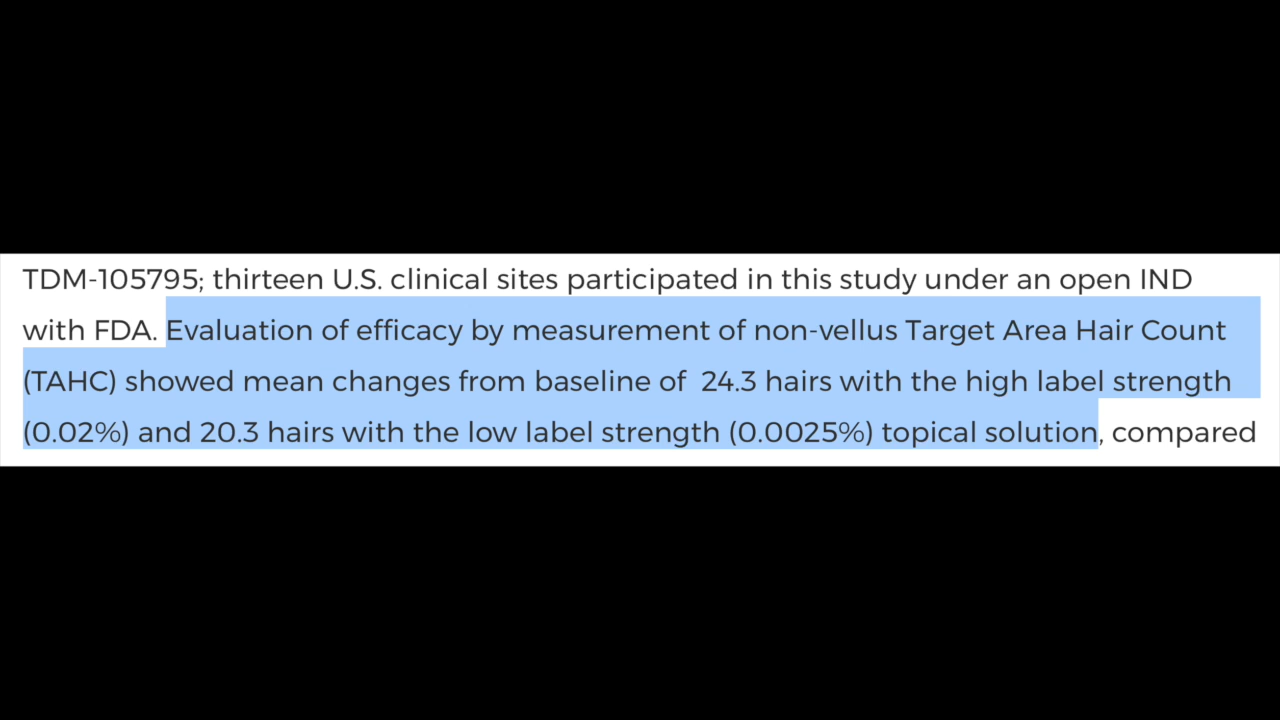 TDM-105795; thirteen U.S. clinical sites participated in this study under an open IND
with FDA. Evaluation of efficacy by measurement of non-vellus Target Area Hair Count
(TAHC) showed mean changes from baseline of  24.3 hairs with the high label strength
(0.02%) and 20.3 hairs with the low label strength (0.0025%) topical solution, compared